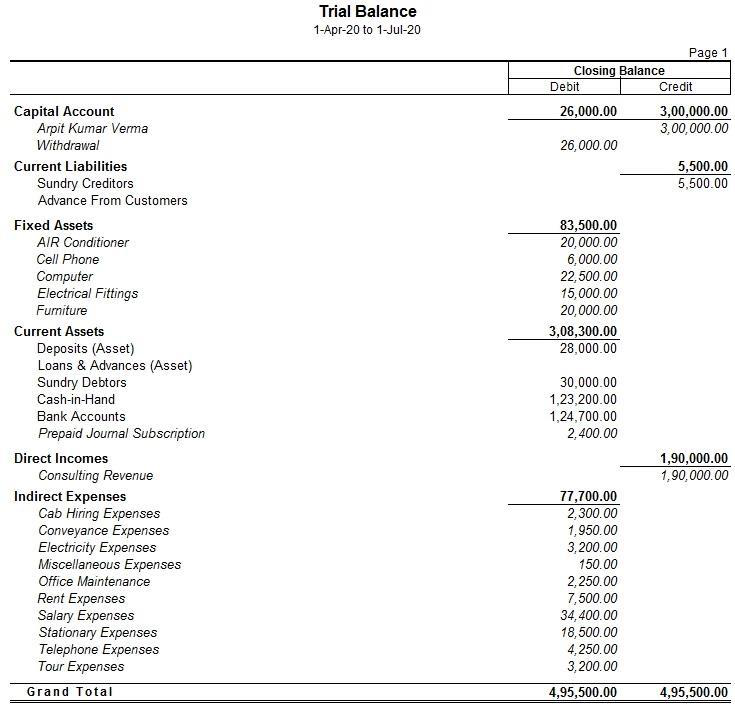 Trial Balance
1-Apr-20 to 1-Jul-20
Page 1
Closing Balance
Debit Credit
Capital Account 26,000.00 3,00,000.00
Arpit Kumar Verma 3,00,000.00
Withdrawal 26,000.00
Current Liabilities 5,500.00
Sundry Creditors 5,500.00
Advance From Customers
Fixed Assets 83,500.00
AIR Conditioner 20,000.00
Cell Phone 6,000.00
Computer 22,500.00
Electrical Fittings 15,000.00
Furniture 20,000.00
Current Assets 3,08,300.00
Deposits (Asset) 28,000.00
Loans & Advances (Asset)
Sundry Debtors 30,000.00
Cash-in-Hand 1,23,200.00
Bank Accounts 1,24,700.00
Prepaid Journal Subscription 2,400.00
Direct Incomes 1,90,000.00
Consulting Revenue 1,90,000.00
Indirect Expenses 77,700.00
Cab Hiring Expenses 2,300.00
Conveyance Expenses 1,950.00
Electricity Expenses 3,200.00
Miscellaneous Expenses 150.00
Office Maintenance 2,250.00
Rent Expenses 7,500.00
Salary Expenses 34,400.00
Stationary Expenses 18,500.00
Telephone Expenses 4,250.00
Tour Expenses 3,200.00
Grand Total 4,95,500.00 4,95,500.00